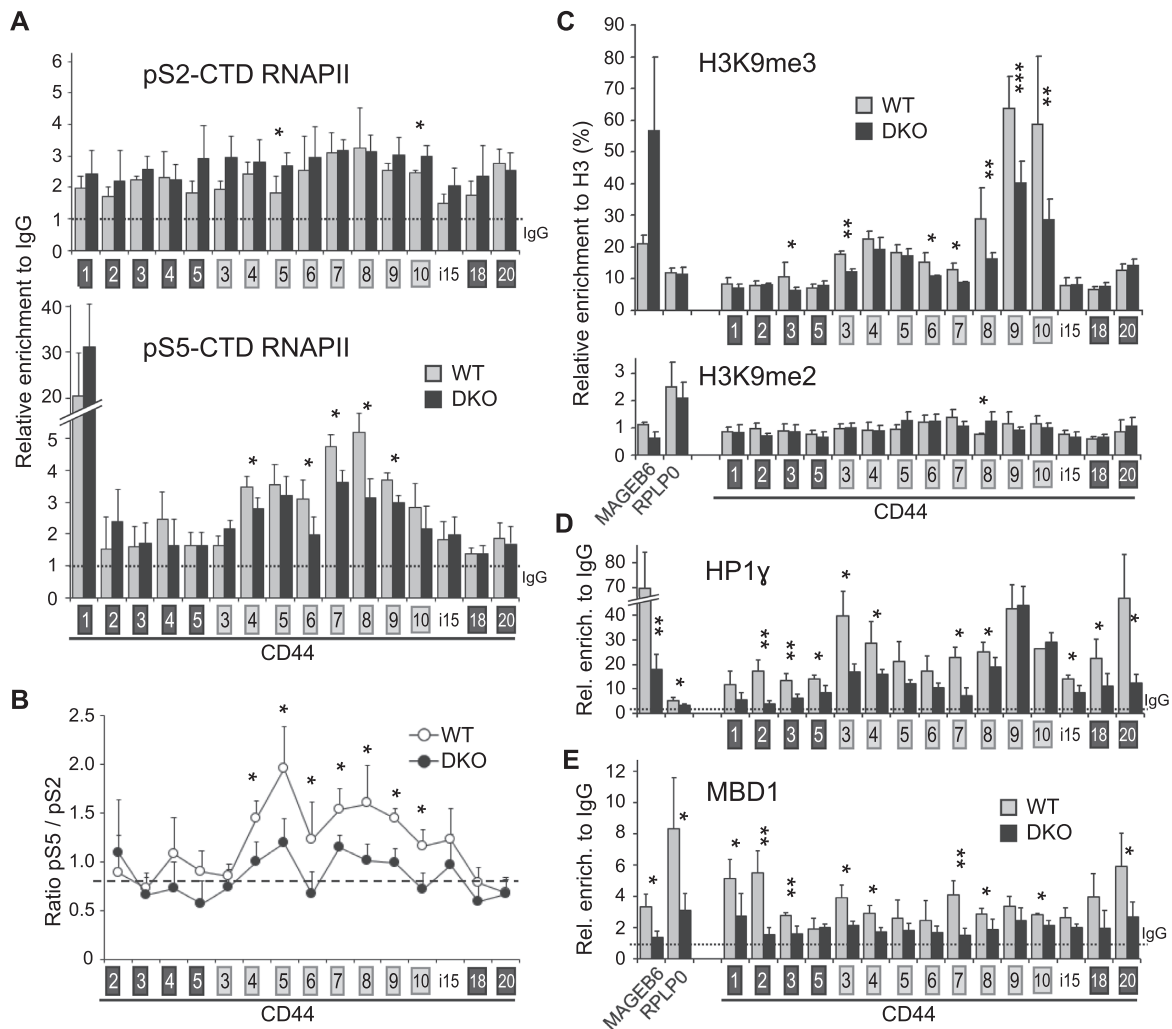 A
pS2-CTD RNAPII
Relative enrichment to IgG
6
5
4
3
2
1
0
* *
IgG
1 2 3 4 5 3 4 5 6 7 8 9 10 i15 18 20
pS5-CTD RNAPII
WT
DKO
40
30
20
5
4
3
2
1
0
* * * * *
IgG
1 2 3 4 5 3 4 5 6 7 8 9 10 i15 18 20
CD44
B
Ratio pS5 / pS2
2.5
2.0
1.5
1.0
0.5
0
WT
DKO
* * * * * * *
2 3 4 5 3 4 5 6 7 8 9 10 i15 18 20
CD44
C
H3K9me3
WT
DKO
Relative enrichment to H3 (%)
90
80
70
60
50
40
30
20
10
0
* ** * * ** *** **
1 2 3 5 3 4 5 6 7 8 9 10 i15 18 20
H3K9me2
3
2
1
0
*
MAGEB6
RPLP0
1 2 3 5 3 4 5 6 7 8 9 10 i15 18 20
CD44
D
HP1γ
Rel. enrich. to IgG
80
70
40
30
20
10
0
** * ** ** * * * * * * * *
IgG
1 2 3 5 3 4 5 6 7 8 9 10 i15 18 20
E
MBD1
WT
DKO
Rel. enrich. to IgG
12
10
8
6
4
2
0
* * * ** ** * * ** * * *
IgG
MAGEB6
RPLP0
1 2 3 5 3 4 5 6 7 8 9 10 i15 18 20
CD44